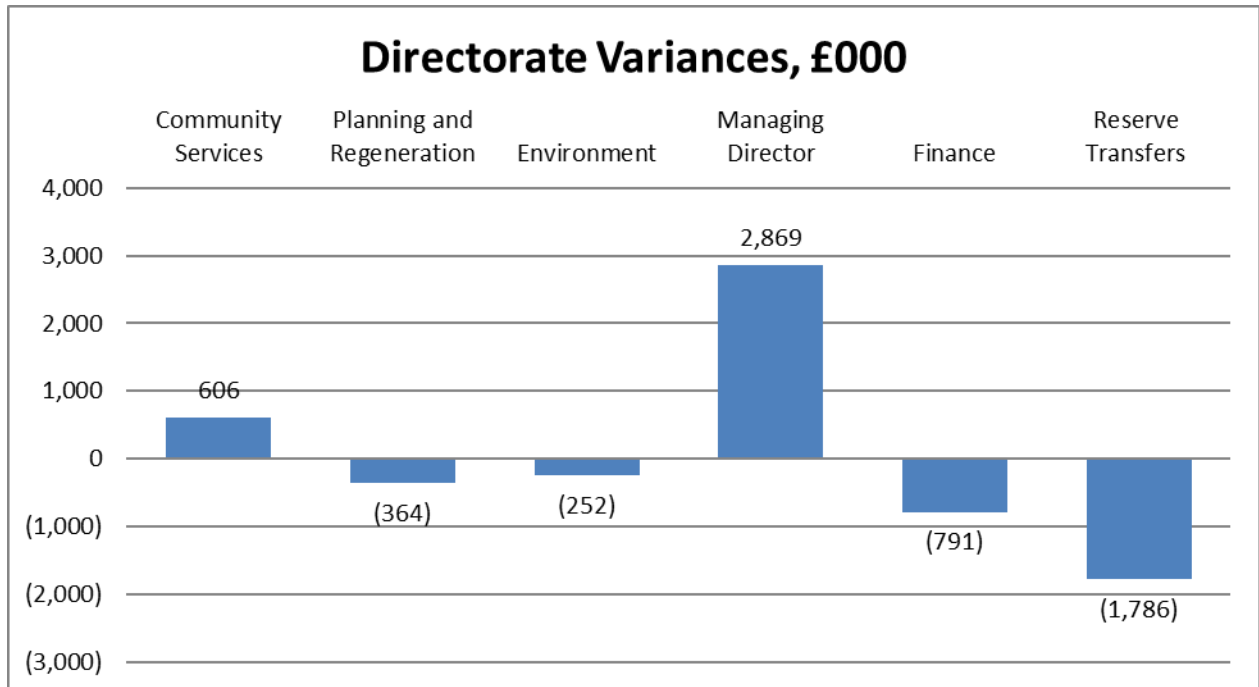 Directorate Variances, £000
Community
Services
Planning and
Regeneration
Environment
Managing
Director
Finance
Reserve
Transfers
4,000
3,000
2,000
1,000
0
(1,000)
(2,000)
(3,000)
606
(364)
(252)
2,869
(791)
(1,786)